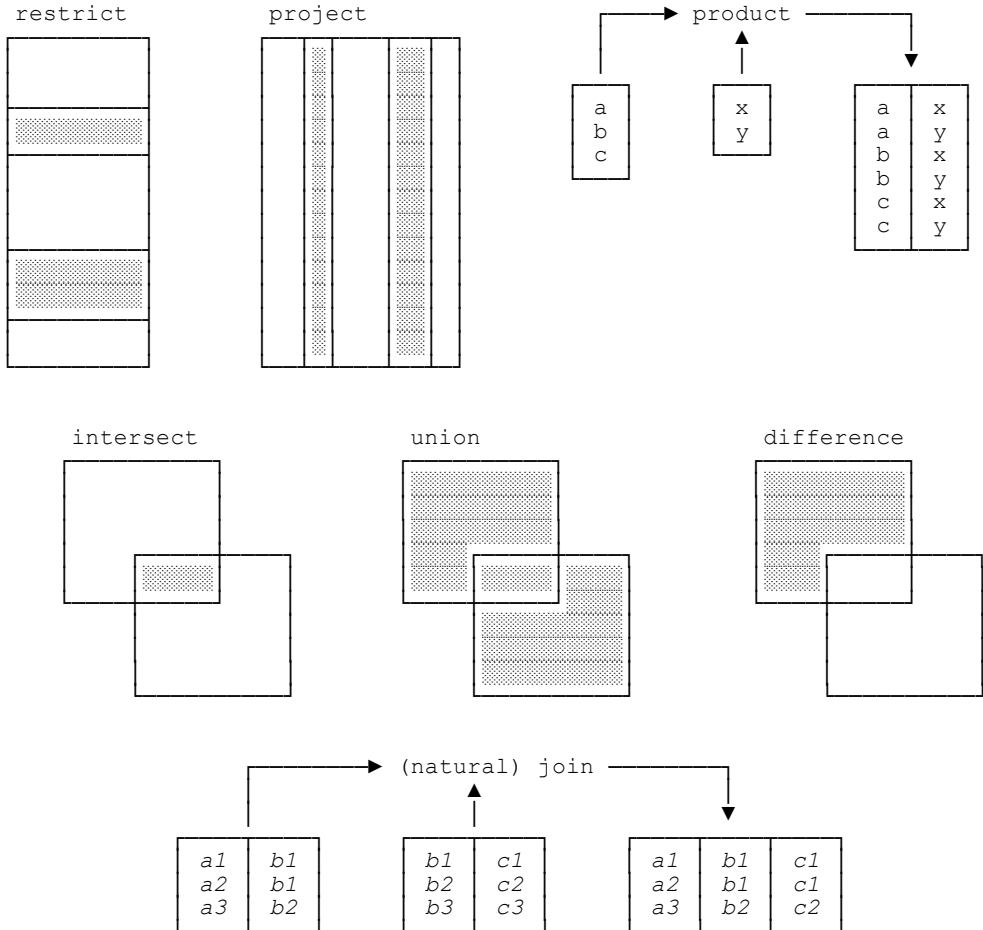 restrict
project
product
a
b
c
x
y
a x
a y
b x
b y
c x
c y
intersect
union
difference
(natural) join
a1 b1
a2 b1
a3 b2
b1 c1
b2 c2
b3 c3
a1 b1 c1
a2 b1 c1
a3 b2 c2